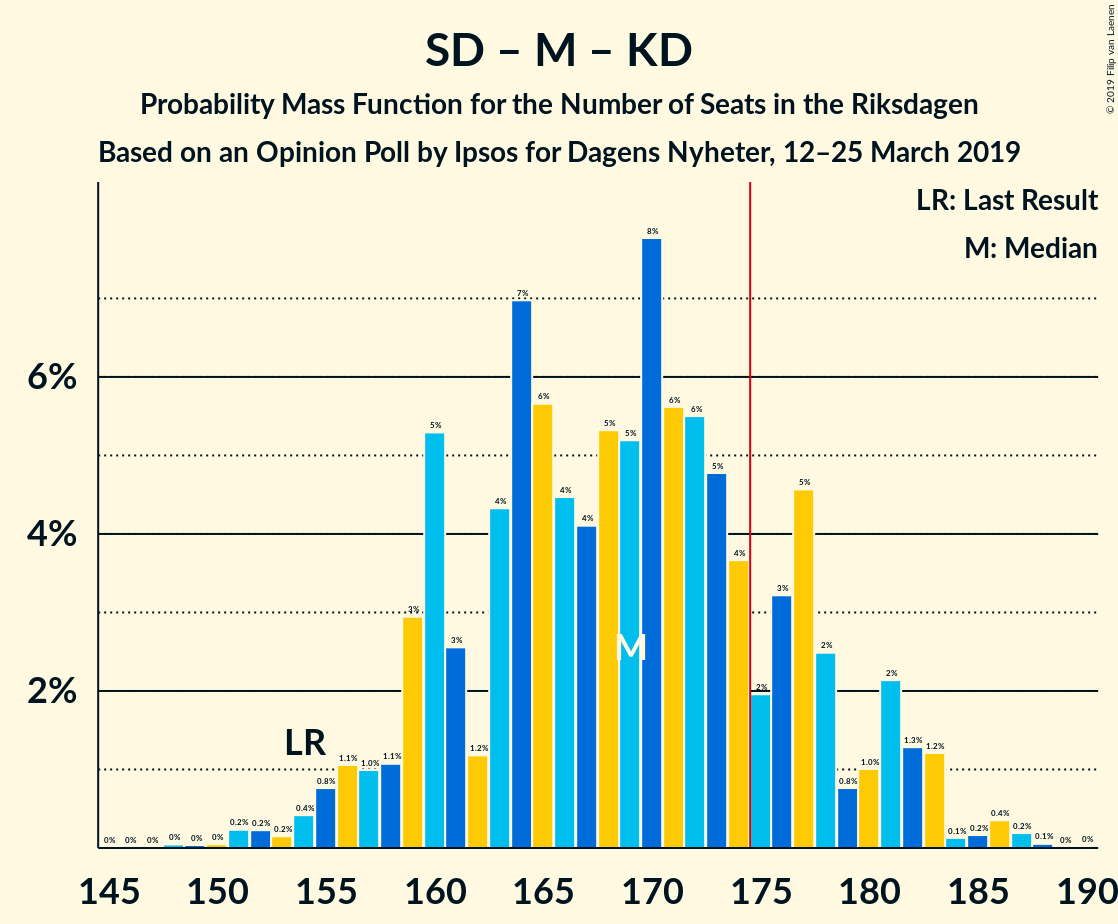 SD – M – KD
Probability Mass Function for the Number of Seats in the Riksdagen
Based on an Opinion Poll by Ipsos for Dagens Nyheter, 12–25 March 2019
© 2019 Filip van Laenen
LR: Last Result
M: Median
6%
4%
2%
LR
M
0% 0% 0% 0% 0% 0% 0.2% 0.2% 0.2% 0.4% 0.8% 1.1% 1.0% 1.1% 3% 5% 3% 1.2% 4% 7% 6% 4% 4% 5% 5% 8% 6% 6% 5% 4% 2% 3% 5% 2% 0.8% 1.0% 2% 1.3% 1.2% 0.1% 0.2% 0.4% 0.2% 0.1% 0% 0%
145 150 155 160 165 170 175 180 185 190